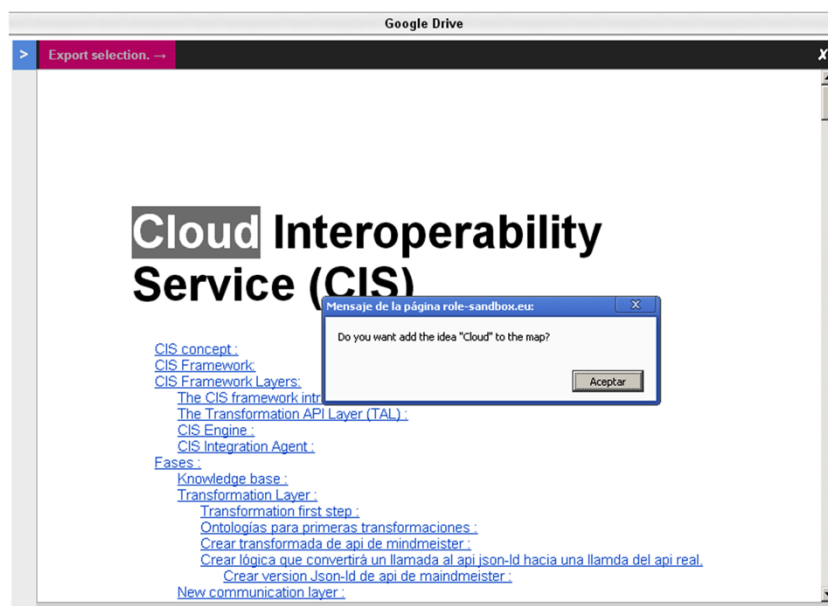 Google Drive
> Export selection. → X
Cloud Interoperability
Service (CIS)
Mensaje de la página role-sandbox.eu: X
Do you want add the idea "Cloud" to the map?
Aceptar
CIS concept :
CIS Framework:
CIS Framework Layers:
The CIS framework intr
The Transformation API Layer (TAL) :
CIS Engine :
CIS Integration Agent :
Fases :
Knowledge base :
Transformation Layer :
Transformation first step :
Ontologías para primeras transformaciones :
Crear transformada de api de mindmeister :
Crear lógica que convertirá un llamada al api json-ld hacia una llamda del api real.
Crear version Json-ld de api de maindmeister :
New communication layer :